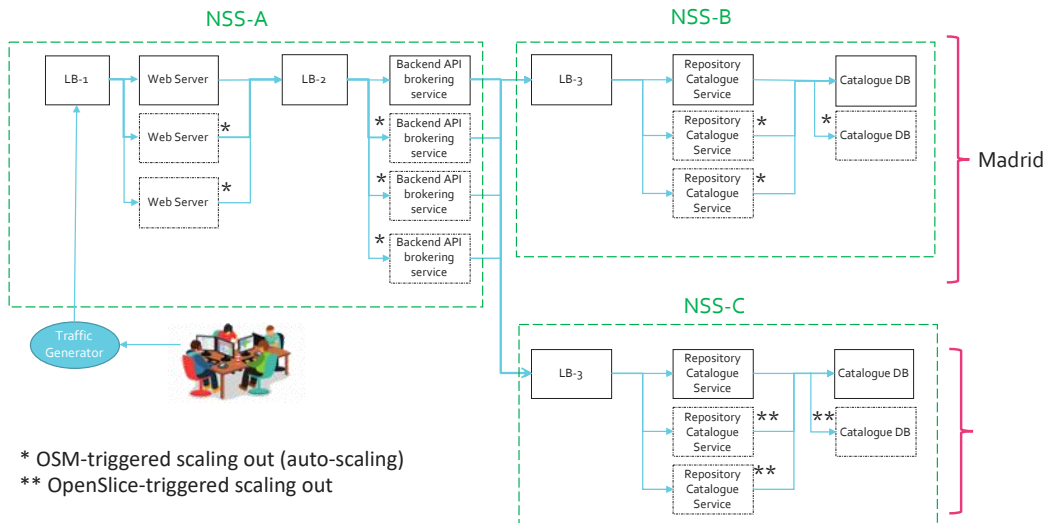 NSS-A
LB-1
Web Server
Web Server
*
Web Server
*
LB-2
Backend API
brokering
service
*
Backend API
brokering
service
*
Backend API
brokering
service
*
Backend API
brokering
service
NSS-B
LB-3
Repository
Catalogue
Service
Repository
Catalogue
Service
*
Repository
Catalogue
Service
*
Catalogue DB
*
Catalogue DB
Madrid
Traffic
Generator
NSS-C
LB-3
Repository
Catalogue
Service
Repository
Catalogue
Service
**
Repository
Catalogue
Service
**
Catalogue DB
**
Catalogue DB
* OSM-triggered scaling out (auto-scaling)
** OpenSlice-triggered scaling out